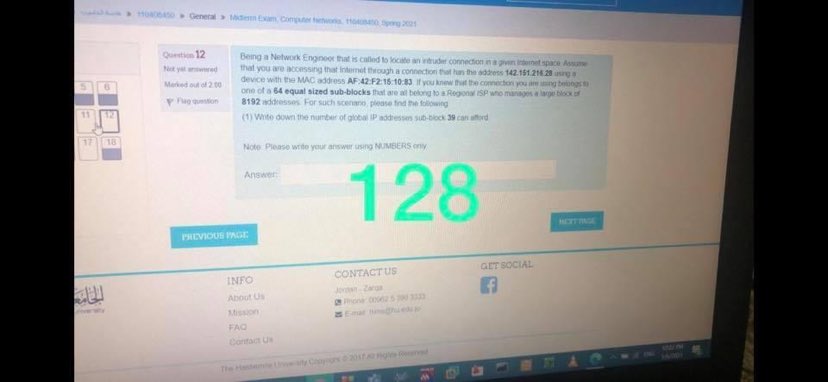 110408450 ▸ General ▸ Midterm Exam, Computer Networks, 110408450, Spring 2021
Question 12
Not yet answered
Marked out of 2.00
Flag question
Being a Network Engineer that is called to locate an intruder connection in a given Internet space. Assume
that you are accessing that Internet through a connection that has the address 142.151.216.28 using a
device with the MAC address AF:42:F2:15:10:83. If you knew that the connection you are using belongs to
one of a 64 equal sized sub-blocks that are all belong to a Regional ISP who manages a large block of
8192 addresses. For such scenario, please find the following
(1) Write down the number of global IP addresses sub-block 39 can afford.
Note: Please write your answer using NUMBERS only
Answer:
128
5 6
11 12
17 18
PREVIOUS PAGE
NEXT PAGE
INFO
About Us
Mission
FAQ
Contact Us
CONTACT US
Jordan - Zarqa
Phone: 00962 5 390 3333
E-mail:
GET SOCIAL
The Hashemite University Copyright © 2017 All Rights Reserved
ENG